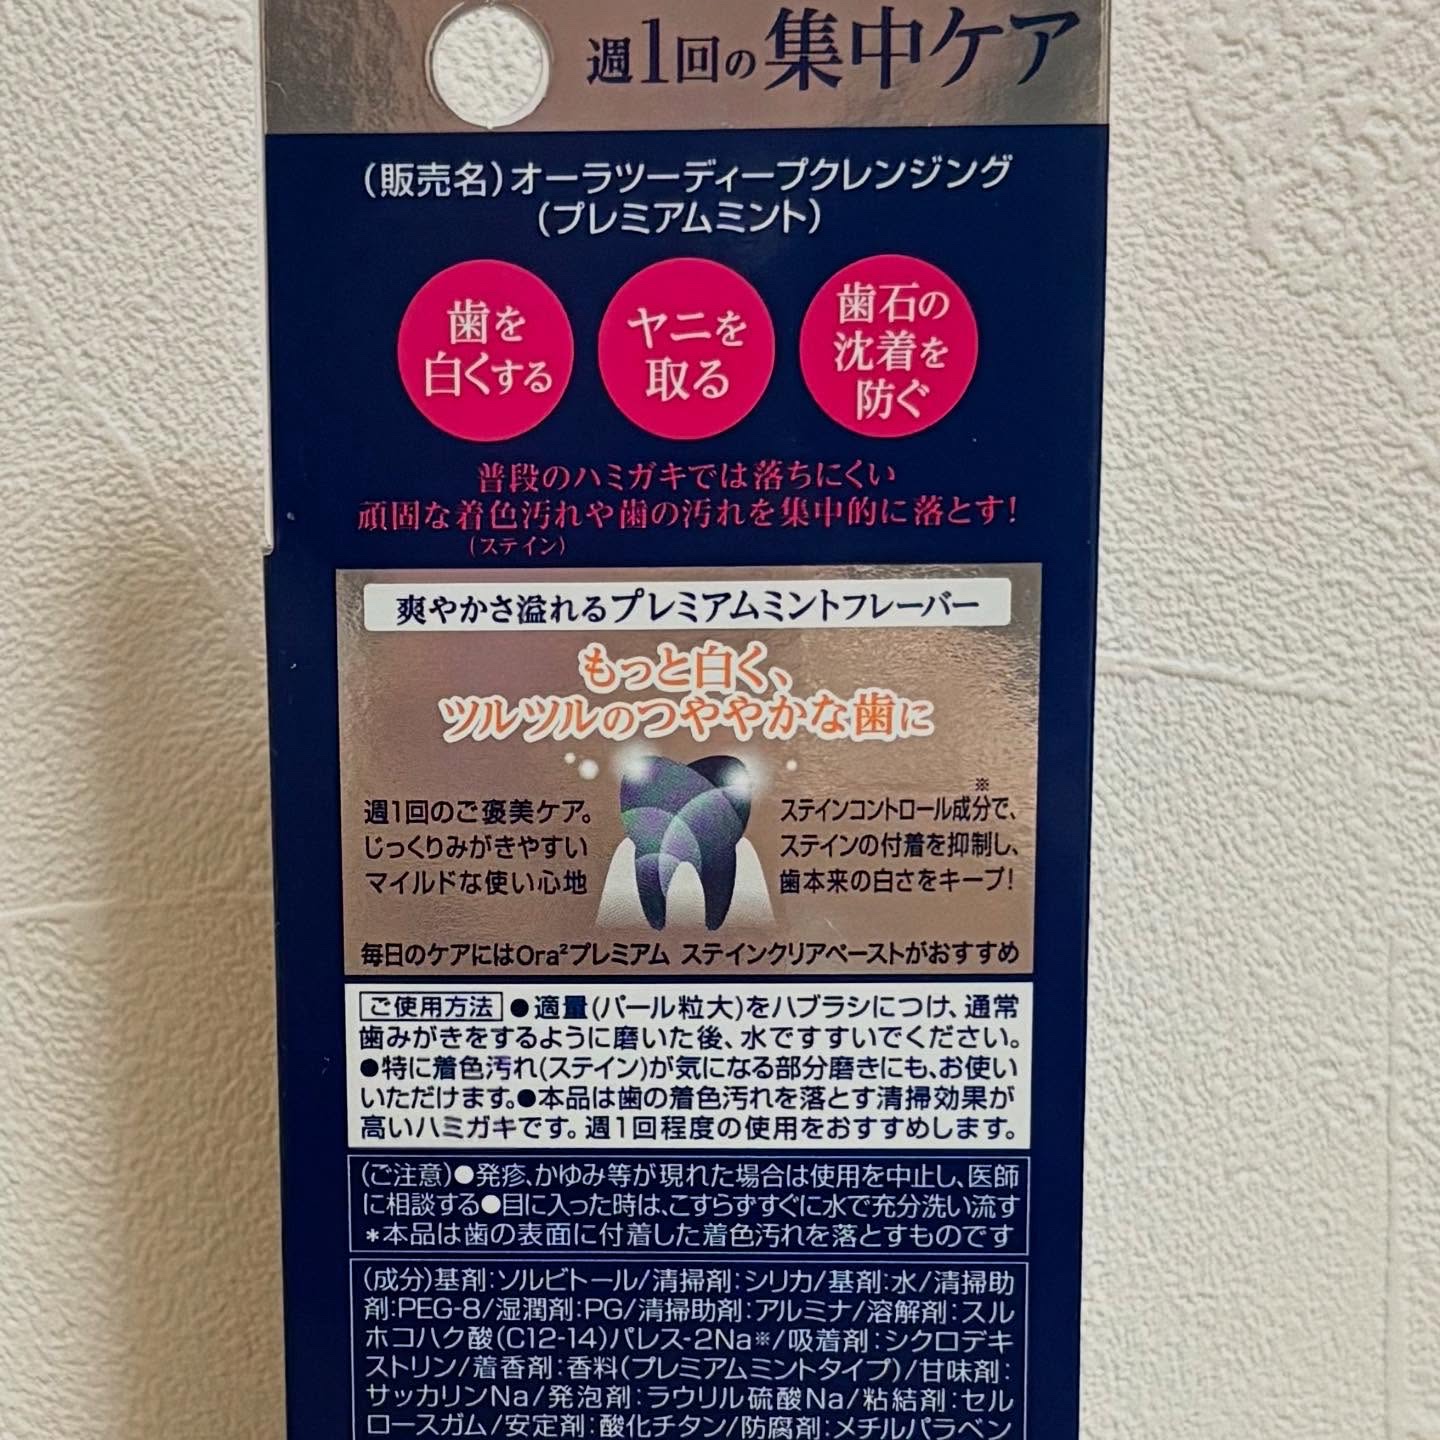 週1回の集中ケア
(販売名)オーラツーディープクレンジング
(プレミアムミント)
歯を
白くする
ヤニを
取る
歯石の
沈着を
防ぐ
普段のハミガキでは落ちにくい
頑固な着色汚れや歯の汚れを集中的に落とす!
(ステイン)
爽やかさ溢れるプレミアムミントフレーバー
もっと白く、
ツルツルのつややかな歯に
週1回のご褒美ケア。
じっくりみがきやすい
マイルドな使い心地
※
ステインコントロール成分で、
ステインの付着を抑制し、
歯本来の白さをキープ!
毎日のケアにはOra²プレミアム ステインクリアペーストがおすすめ
ご使用方法 ●適量(パール粒大)をハブラシにつけ、通常
歯みがきをするように磨いた後、水ですすいでください。
●特に着色汚れ(ステイン)が気になる部分磨きにも、お使い
いただけます。●本品は歯の着色汚れを落とす清掃効果が
高いハミガキです。週1回程度の使用をおすすめします。
(ご注意)●発疹、かゆみ等が現れた場合は使用を中止し、医師
に相談する●目に入った時は、こすらずすぐに水で充分洗い流す
*本品は歯の表面に付着した着色汚れを落とすものです
(成分)基剤:ソルビトール/清掃剤:シリカ/基剤:水/清掃助
剤:PEG-8/湿潤剤:PG/清掃助剤:アルミナ/溶解剤:スル
ホコハク酸(C12-14)パレス-2Na※/吸着剤:シクロデキ
ストリン/着香剤:香料(プレミアムミントタイプ)/甘味剤:
サッカリンNa/発泡剤:ラウリル硫酸Na/粘結剤:セル
ロースガム/安定剤:酸化チタン/防腐剤:メチルパラベン